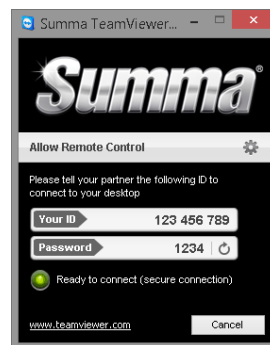 Summa TeamViewer...
Summa®
Allow Remote Control
Please tell your partner the following ID to
connect to your desktop
Your ID 123 456 789
Password 1234
Ready to connect (secure connection)
www.teamviewer.com Cancel